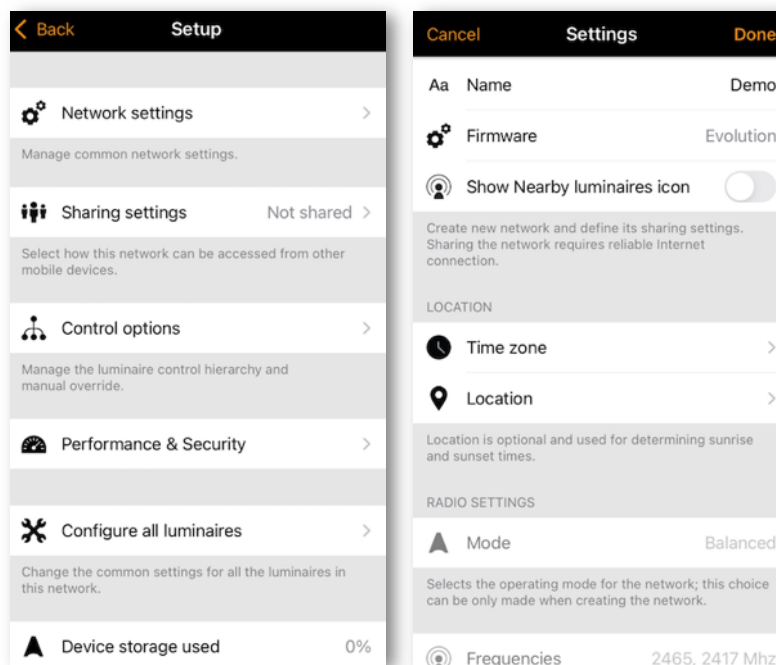 Back Setup
Network settings
Manage common network settings.
Sharing settings Not shared
Select how this network can be accessed from other
mobile devices.
Control options
Manage the luminaire control hierarchy and
manual override.
Performance & Security
Configure all luminaires
Change the common settings for all the luminaires in
this network.
Device storage used 0%
Cancel Settings Done
Aa Name Demo
Firmware Evolution
Show Nearby luminaires icon
Create new network and define its sharing settings.
Sharing the network requires reliable Internet
connection.
LOCATION
Time zone
Location
Location is optional and used for determining sunrise
and sunset times.
RADIO SETTINGS
Mode Balanced
Selects the operating mode for the network; this choice
can be only made when creating the network.
Frequencies 2465, 2417 Mhz